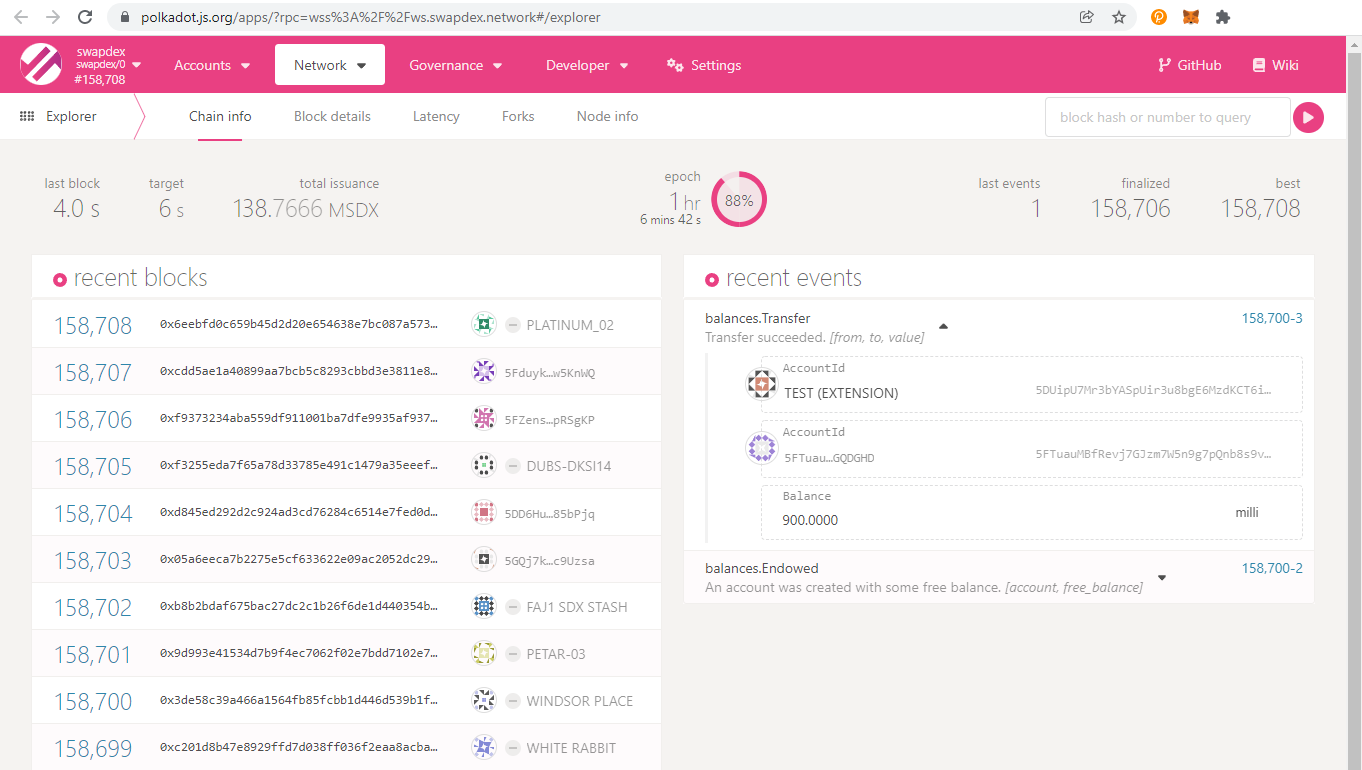 polkadot.js.org/apps/?rpc=wss%3A%2F%2Fws.swapdex.network#/explorer
swapdex
swapdex/0
#158,708
Accounts
Network
Governance
Developer
Settings
GitHub
Wiki
Explorer
Chain info
Block details
Latency
Forks
Node info
block hash or number to query
last block
4.0 s
target
6 s
total issuance
138.7666 MSDX
epoch
1 hr
6 mins 42 s
88%
last events
1
finalized
158,706
best
158,708
recent blocks
158,708 0x6eebfd0c659b45d2d20e654638e7bc087a573… PLATINUM_02
158,707 0xcdd5ae1a40899aa7bcb5c8293cbbd3e3811e8… 5Fduyk…w5KnWQ
158,706 0xf9373234aba559df911001ba7dfe9935af937… 5FZens…pRSgKP
158,705 0xf3255eda7f65a78d33785e491c1479a35eeef… DUBS-DKSI14
158,704 0xd845ed292d2c924ad3cd76284c6514e7fed0d… 5DD6Hu…85bPjq
158,703 0x05a6eeca7b2275e5cf633622e09ac2052dc29… 5GQj7k…c9Uzsa
158,702 0xb8b2bdaf675bac27dc2c1b26f6de1d440354b… FAJ1 SDX STASH
158,701 0x9d993e41534d7b9f4ec7062f02e7bdd7102e7… PETAR-03
158,700 0x3de58c39a466a1564fb85fcbb1d446d539b1f… WINDSOR PLACE
158,699 0xc201d8b47e8929ffd7d038ff036f2eaa8acba… WHITE RABBIT
recent events
balances.Transfer 158,700-3
Transfer succeeded. [from, to, value]
AccountId
TEST (EXTENSION) 5DUipU7Mr3bYASpUir3u8bgE6MzdKCT6i…
AccountId
5FTuau…GQDGHD 5FTuauMBfRevj7GJzm7W5n9g7pQnb8s9v…
Balance
900.0000 milli
balances.Endowed 158,700-2
An account was created with some free balance. [account, free_balance]